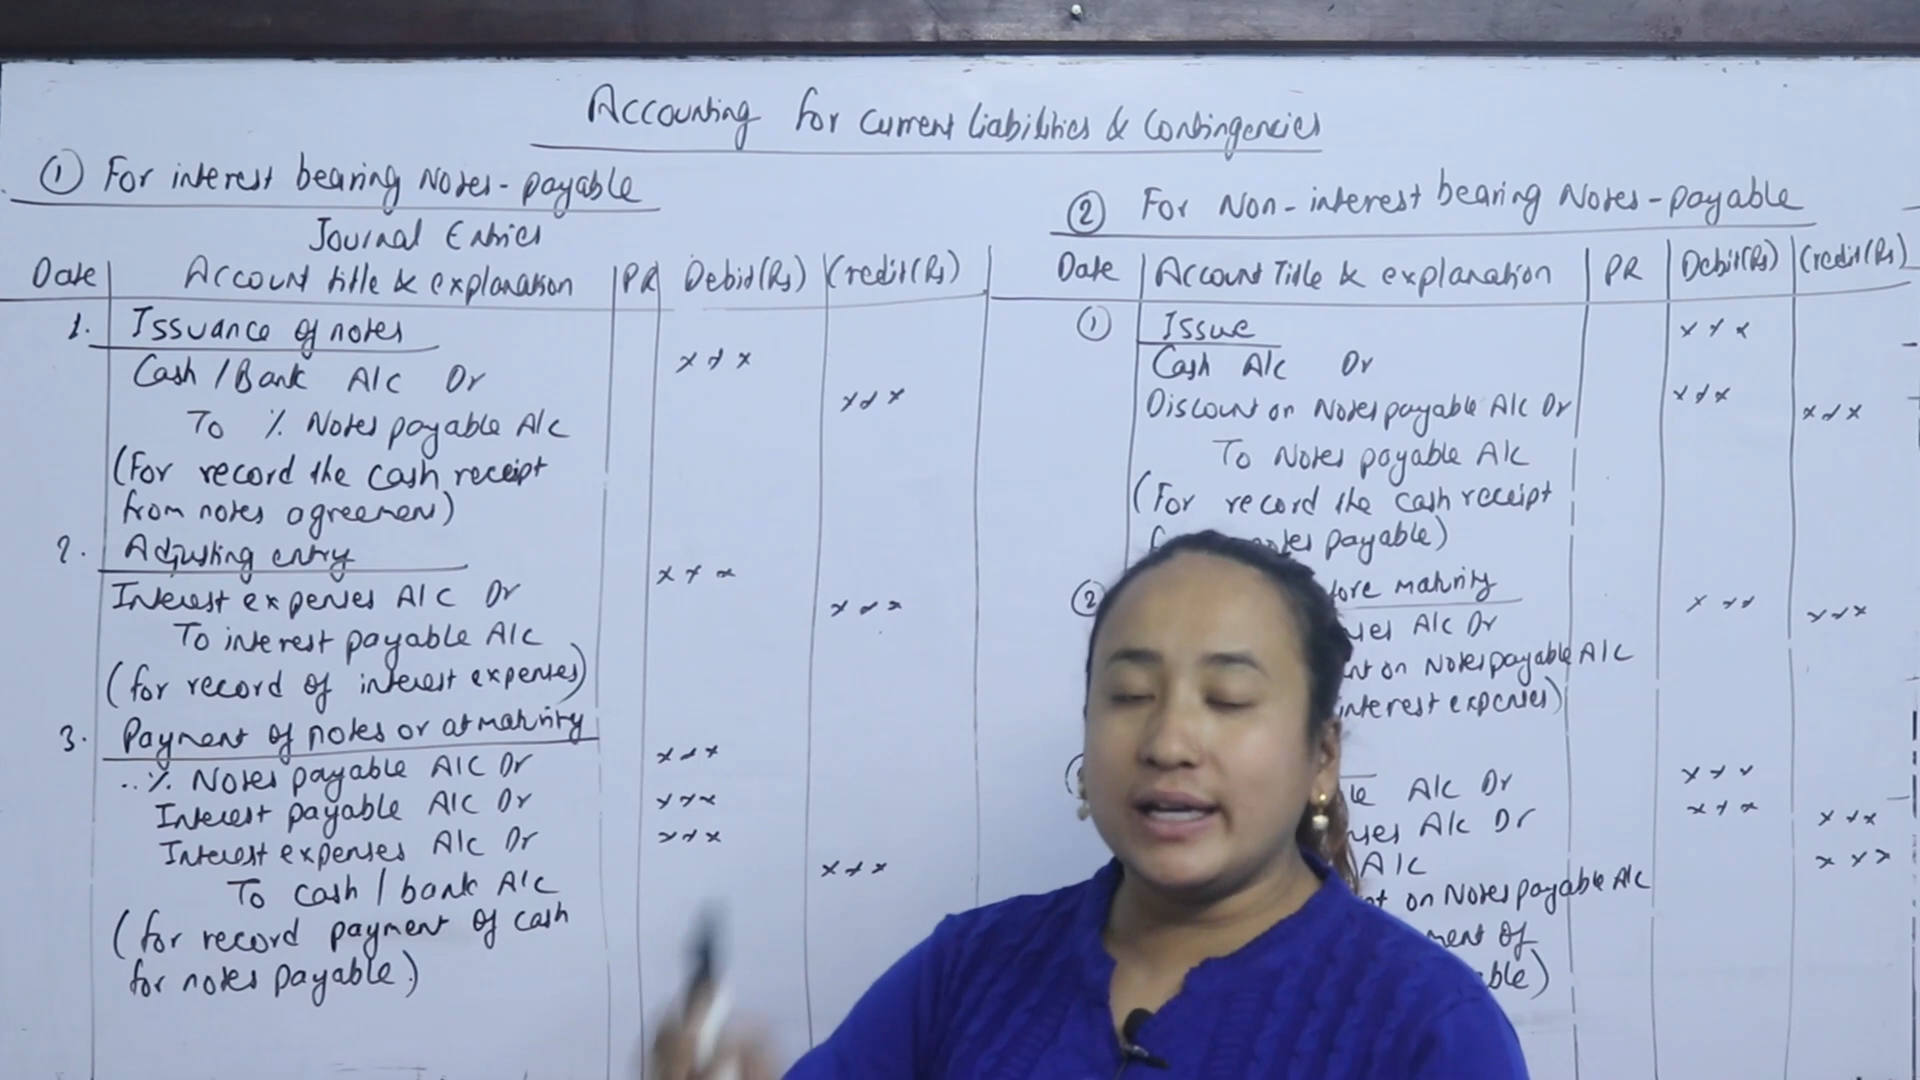 Accounting for Current Liabilities & Contingencies
① For interest bearing Notes-payable
Journal Entries
Date Account title & explanation PR Debit(Rs) Credit(Rs)
1. Issuance of notes
Cash/Bank A/C Dr xxx
To % Notes payable A/C xxx
(For record the cash receipt
from notes agreement)
2. Adjusting entry
Interest expenses A/C Dr xxx
To interest payable A/C xxx
(for record of interest expenses)
3. Payment of notes or at maturity
..% Notes payable A/C Dr xxx
Interest payable A/C Dr xxx
Interest expenses A/C Dr xxx
To cash/bank A/C xxx
(for record payment of cash
for notes payable)
② For Non-interest bearing Notes-payable
Date Account Title & explanation PR Debit(Rs) Credit(Rs)
① Issue
Cash A/C Dr xxx
Discount on Notes payable A/C Dr xxx
To Notes payable A/C xxx
(For record the cash receipt
payable)
② maturity
A/C Dr xxx
on Notes payable A/C xxx
interest expenses)
A/C Dr xxx
A/C Dr xxx
A/C xxx
on Notes payable A/C xxx
of